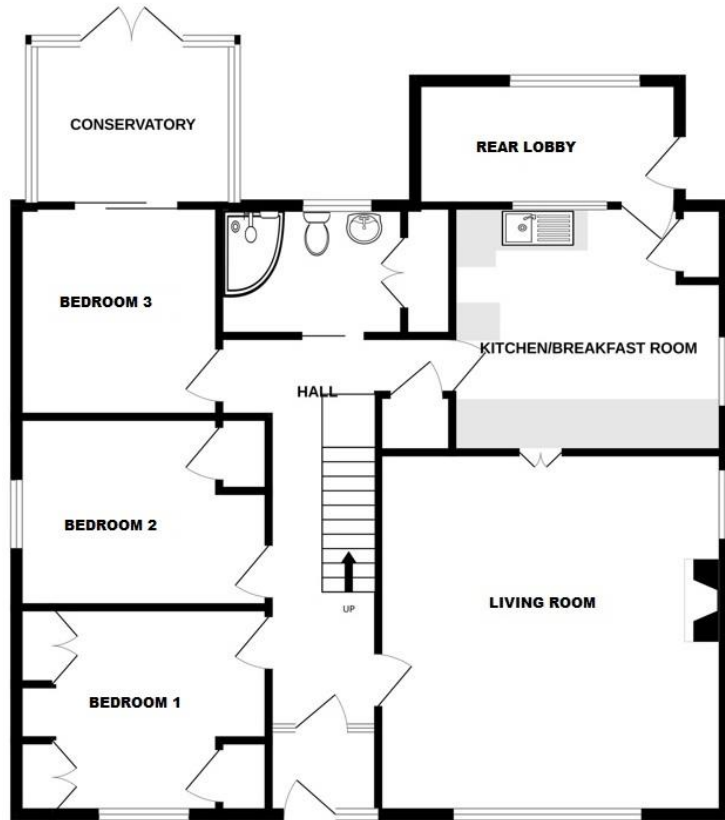 CONSERVATORY
REAR LOBBY
BEDROOM 3
KITCHEN/BREAKFAST ROOM
HALL
BEDROOM 2
LIVING ROOM
UP
BEDROOM 1